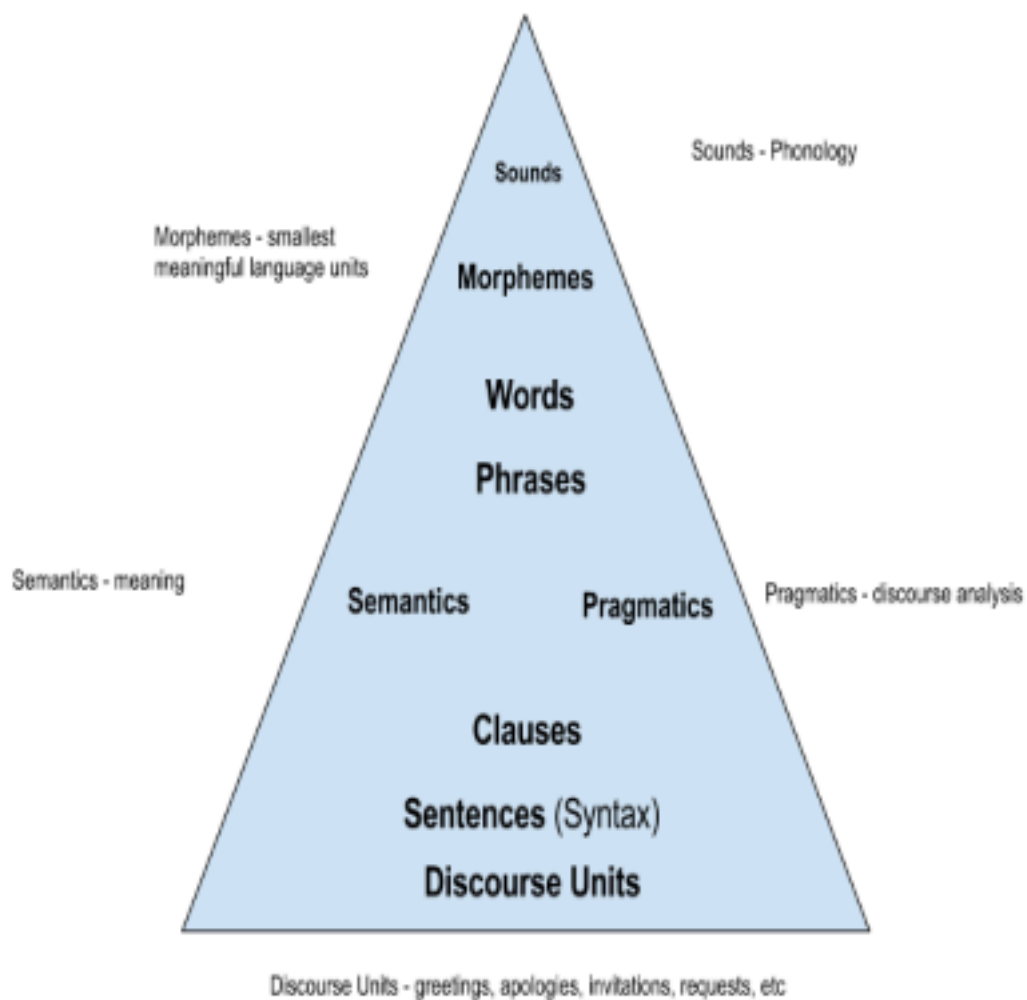 Sounds - Phonology
Sounds
Morphemes - smallest
meaningful language units
Morphemes
Words
Phrases
Semantics - meaning
Semantics
Pragmatics
Pragmatics - discourse analysis
Clauses
Sentences (Syntax)
Discourse Units
Discourse Units - greetings, apologies, invitations, requests, etc